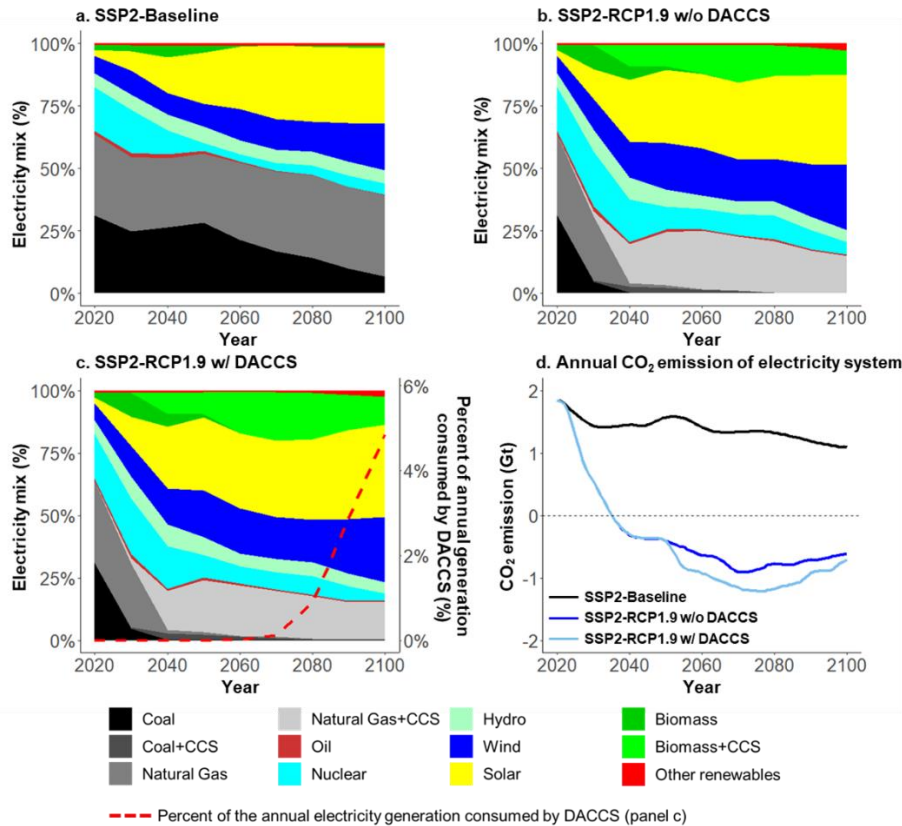 a. SSP2-Baseline
100%
75%
50%
25%
0%
Electricity mix (%)
2020 2040 2060 2080 2100
Year
b. SSP2-RCP1.9 w/o DACCS
100%
75%
50%
25%
0%
Electricity mix (%)
2020 2040 2060 2080 2100
Year
c. SSP2-RCP1.9 w/ DACCS
100%
75%
50%
25%
0%
Electricity mix (%)
6%
4%
2%
0%
Percent of annual generation
consumed by DACCS (%)
2020 2040 2060 2080 2100
Year
d. Annual CO₂ emission of electricity system
2
1
0
-1
-2
CO₂ emission (Gt)
SSP2-Baseline
SSP2-RCP1.9 w/o DACCS
SSP2-RCP1.9 w/ DACCS
2020 2040 2060 2080 2100
Year
Coal Natural Gas+CCS Hydro Biomass
Coal+CCS Oil Wind Biomass+CCS
Natural Gas Nuclear Solar Other renewables
Percent of the annual electricity generation consumed by DACCS (panel c)